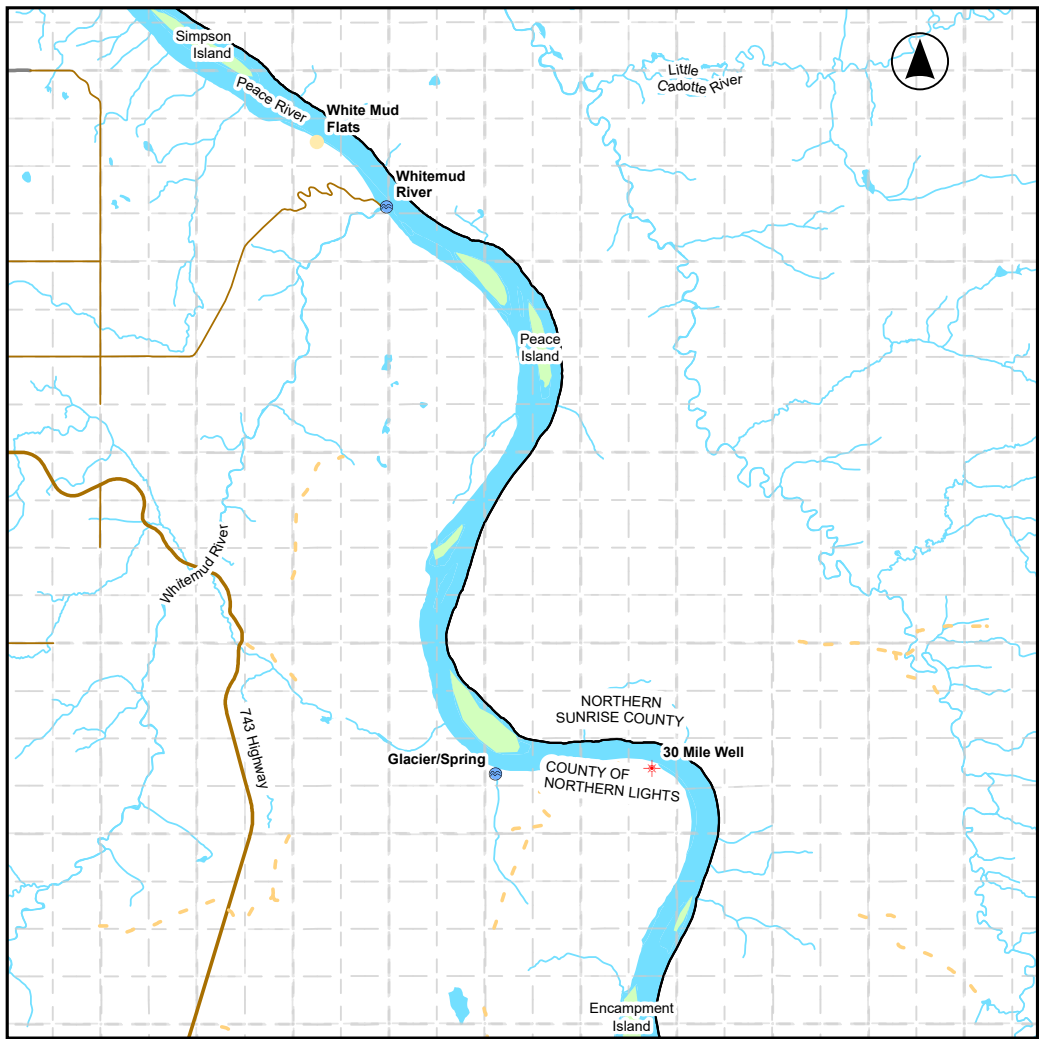 Simpson
Island
Peace River
White Mud
Flats
Little
Cadotte River
Whitemud
River
Peace
Island
Whitemud River
743 Highway
NORTHERN
SUNRISE COUNTY
Glacier/Spring
30 Mile Well
COUNTY OF
NORTHERN LIGHTS
Encampment
Island